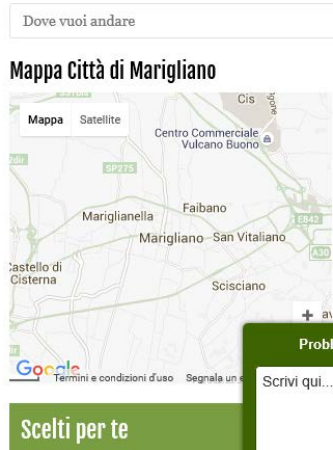 Dove vuoi andare
Mappa Città di Marigliano
Cis
Mappa Satellite
Centro Commerciale
Vulcano Buono
SP275
Mariglianella
Faibano
E842
Marigliano San Vitaliano
A30
Castello di
Cisterna
Scisciano
+
Google
Termini e condizioni d'uso Segnala un e
Probl
Scrivi qui...
Scelti per te